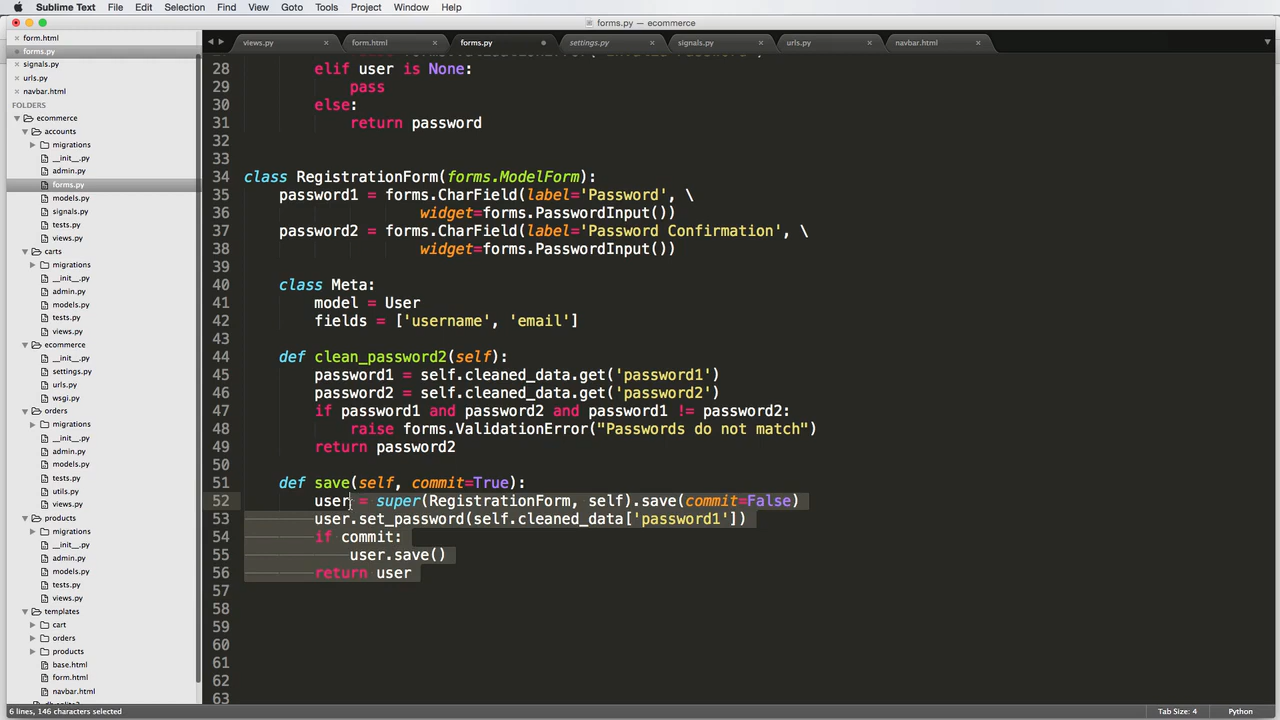 Sublime Text File Edit Selection Find View Goto Tools Project Window Help
forms.py — ecommerce
form.html
forms.py
signals.py
urls.py
navbar.html
FOLDERS
ecommerce
accounts
migrations
__init__.py
admin.py
forms.py
models.py
signals.py
tests.py
views.py
carts
migrations
__init__.py
admin.py
models.py
tests.py
views.py
ecommerce
__init__.py
settings.py
urls.py
wsgi.py
orders
migrations
__init__.py
admin.py
models.py
tests.py
utils.py
views.py
products
migrations
__init__.py
admin.py
models.py
tests.py
views.py
templates
cart
orders
products
base.html
form.html
navbar.html
views.py form.html forms.py settings.py signals.py urls.py navbar.html
28 elif user is None:
29 pass
30 else:
31 return password
32
33
34 class RegistrationForm(forms.ModelForm):
35 password1 = forms.CharField(label='Password', \
36 widget=forms.PasswordInput())
37 password2 = forms.CharField(label='Password Confirmation', \
38 widget=forms.PasswordInput())
39
40 class Meta:
41 model = User
42 fields = ['username', 'email']
43
44 def clean_password2(self):
45 password1 = self.cleaned_data.get('password1')
46 password2 = self.cleaned_data.get('password2')
47 if password1 and password2 and password1 != password2:
48 raise forms.ValidationError("Passwords do not match")
49 return password2
50
51 def save(self, commit=True):
52 user = super(RegistrationForm, self).save(commit=False)
53 user.set_password(self.cleaned_data['password1'])
54 if commit:
55 user.save()
56 return user
57
58
59
60
61
62
63
6 lines, 146 characters selected
Tab Size: 4 Python